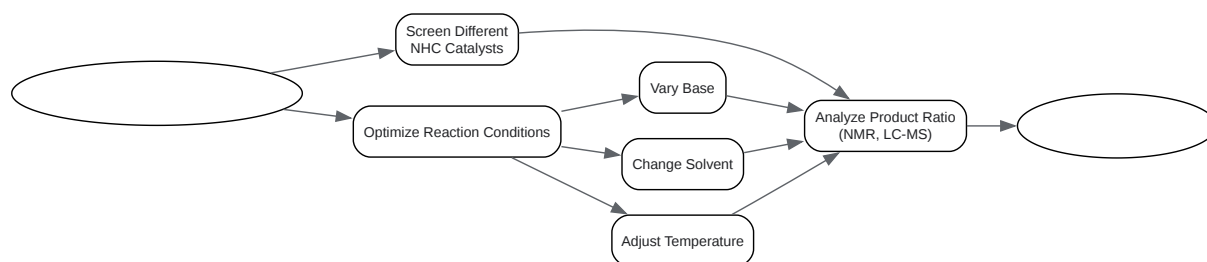 Screen Different
NHC Catalysts
Optimize Reaction Conditions
Vary Base
Change Solvent
Adjust Temperature
Analyze Product Ratio
(NMR, LC-MS)